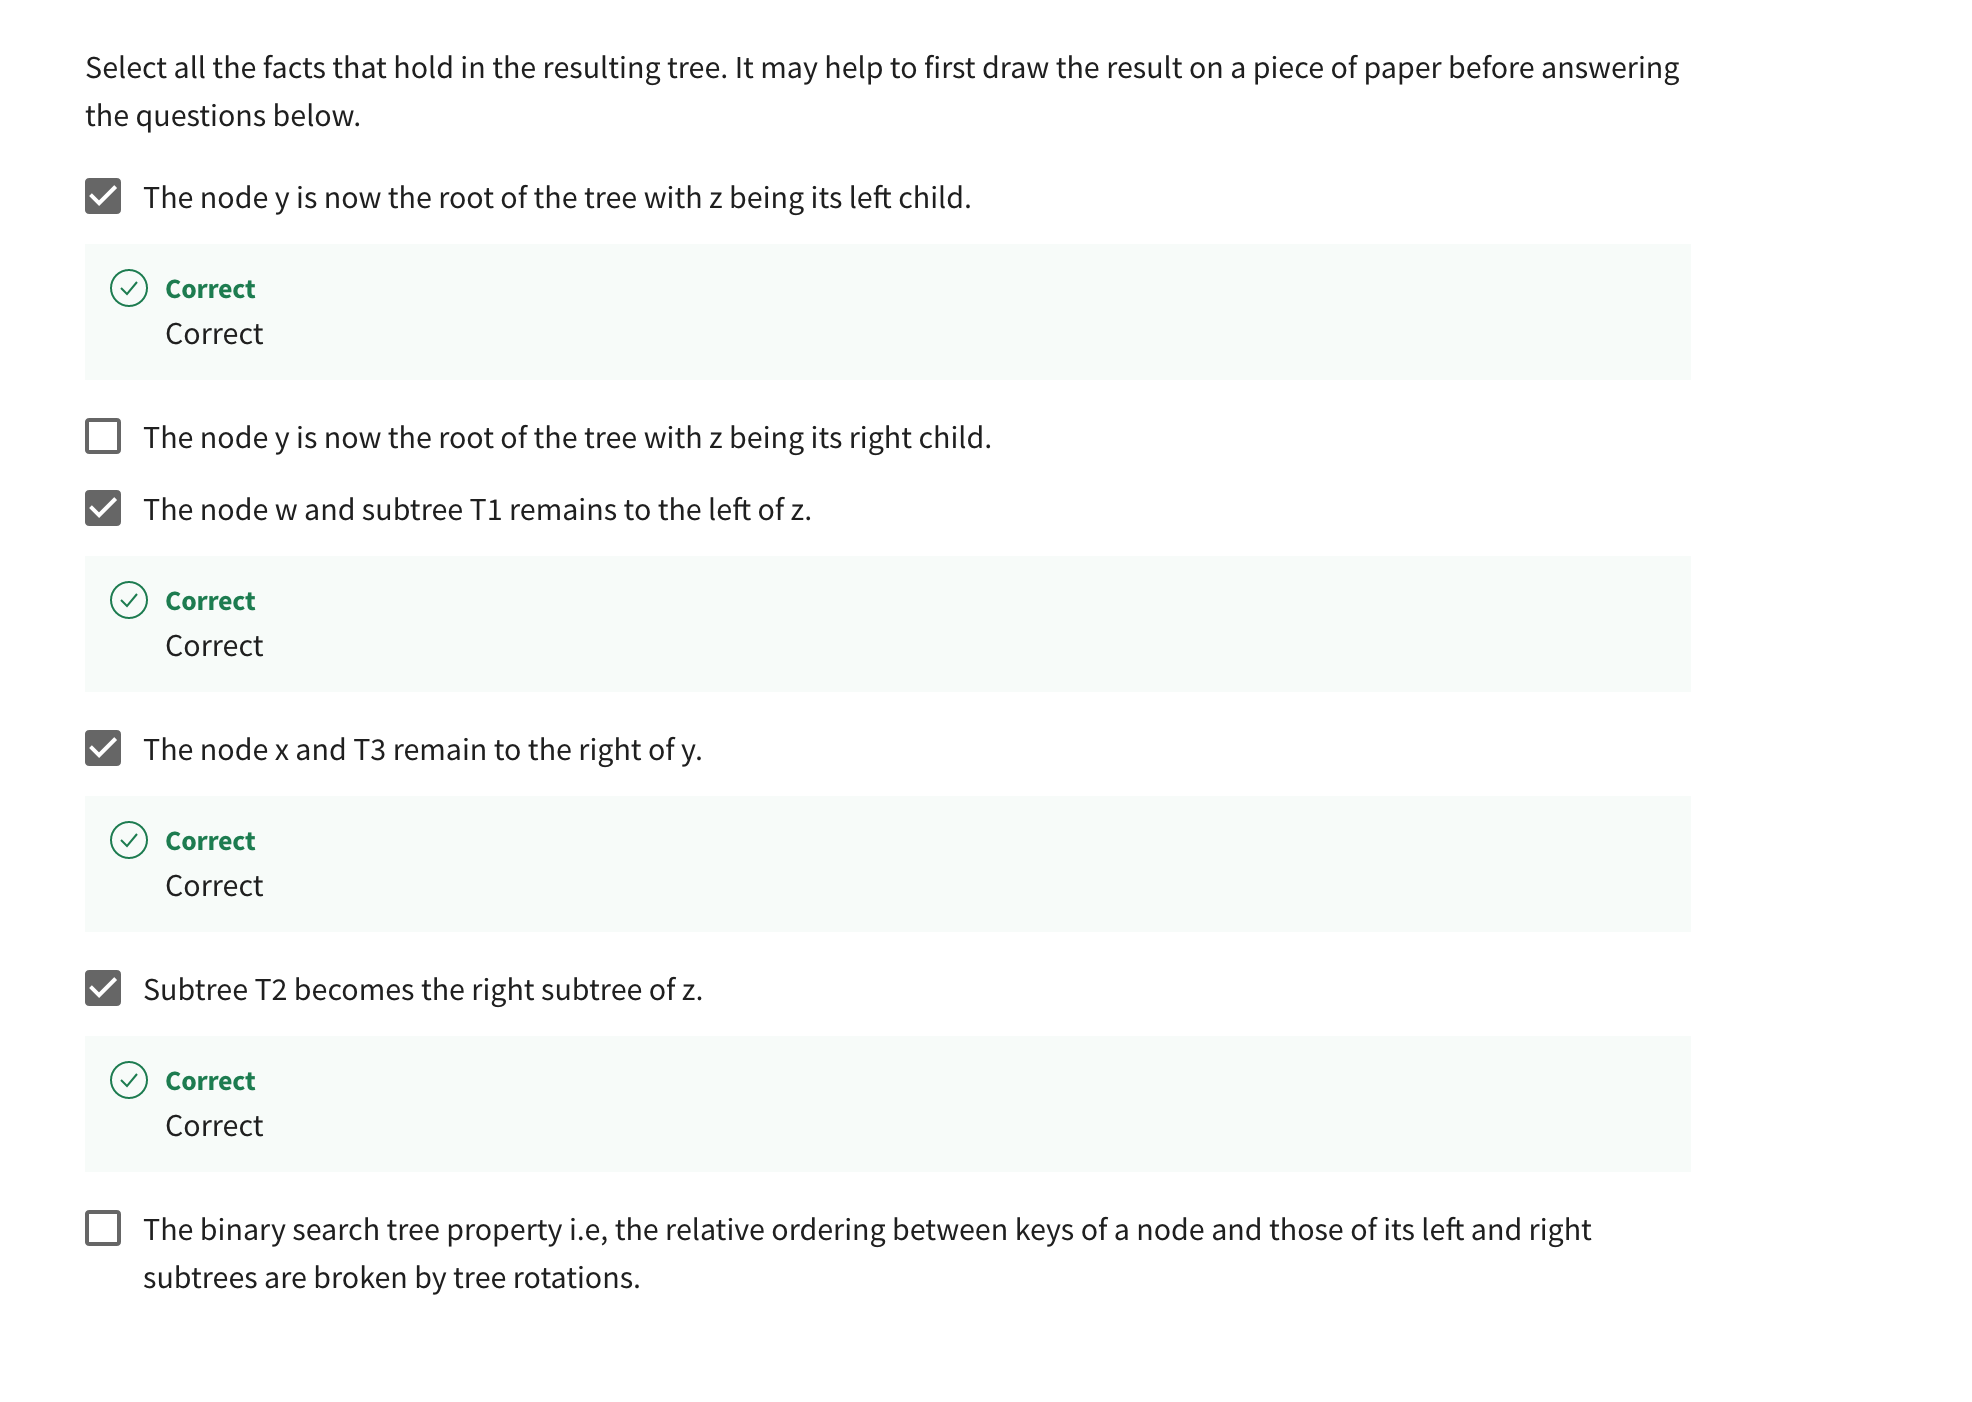 Select all the facts that hold in the resulting tree. It may help to first draw the result on a piece of paper before answering
the questions below.
The node y is now the root of the tree with z being its left child.
Correct
Correct
The node y is now the root of the tree with z being its right child.
The node w and subtree T1 remains to the left of z.
Correct
Correct
The node x and T3 remain to the right of y.
Correct
Correct
Subtree T2 becomes the right subtree of z.
Correct
Correct
The binary search tree property i.e, the relative ordering between keys of a node and those of its left and right
subtrees are broken by tree rotations.